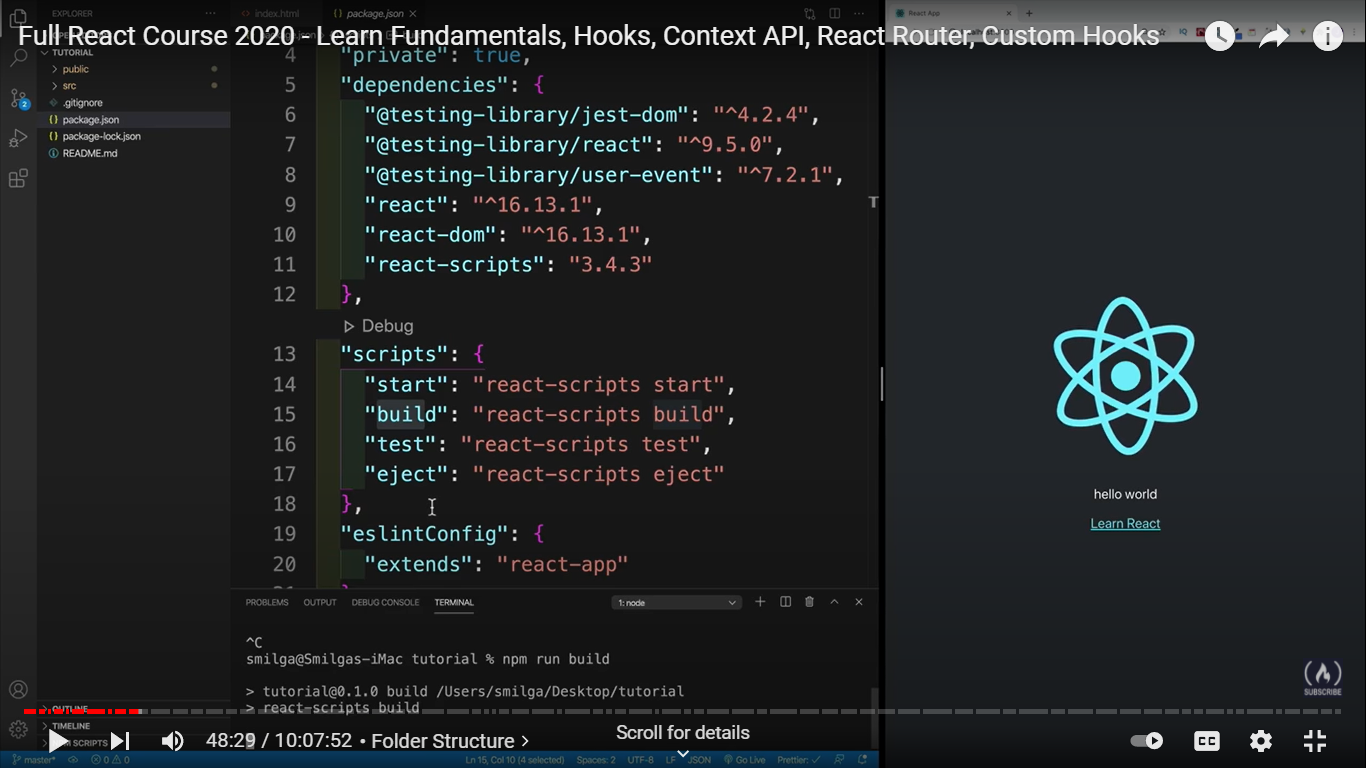 EXPLORER
index.html
package.json
React App
Full React Course 2020 - Learn Fundamentals, Hooks, Context API, React Router, Custom Hooks
TUTORIAL
public
src
.gitignore
package.json
package-lock.json
README.md
2
4 "private": true,
5 "dependencies": {
6 "@testing-library/jest-dom": "^4.2.4",
7 "@testing-library/react": "^9.5.0",
8 "@testing-library/user-event": "^7.2.1",
9 "react": "^16.13.1",
10 "react-dom": "^16.13.1",
11 "react-scripts": "3.4.3"
12 },
Debug
13 "scripts": {
14 "start": "react-scripts start",
15 "build": "react-scripts build",
16 "test": "react-scripts test",
17 "eject": "react-scripts eject"
18 },
19 "eslintConfig": {
20 "extends": "react-app"
hello world
Learn React
PROBLEMS OUTPUT DEBUG CONSOLE TERMINAL 1: node
^C
smilga@Smilgas-iMac tutorial % npm run build
> tutorial@0.1.0 build /Users/smilga/Desktop/tutorial
> react-scripts build
SUBSCRIBE
OUTLINE
TIMELINE
SCRIPTS
48:29 / 10:07:52 • Folder Structure >
Scroll for details
CC
master* 0 0 Ln 15, Col 10 (4 selected) Spaces: 2 UTF-8 LF JSON Go Live Prettier: ✓